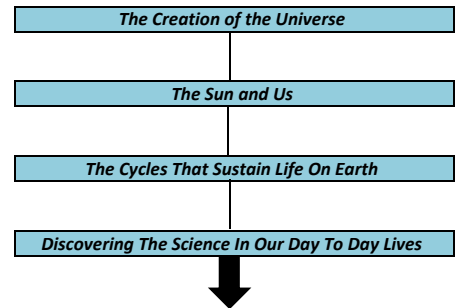 The Creation of the Universe
The Sun and Us
The Cycles That Sustain Life On Earth
Discovering The Science In Our Day To Day Lives